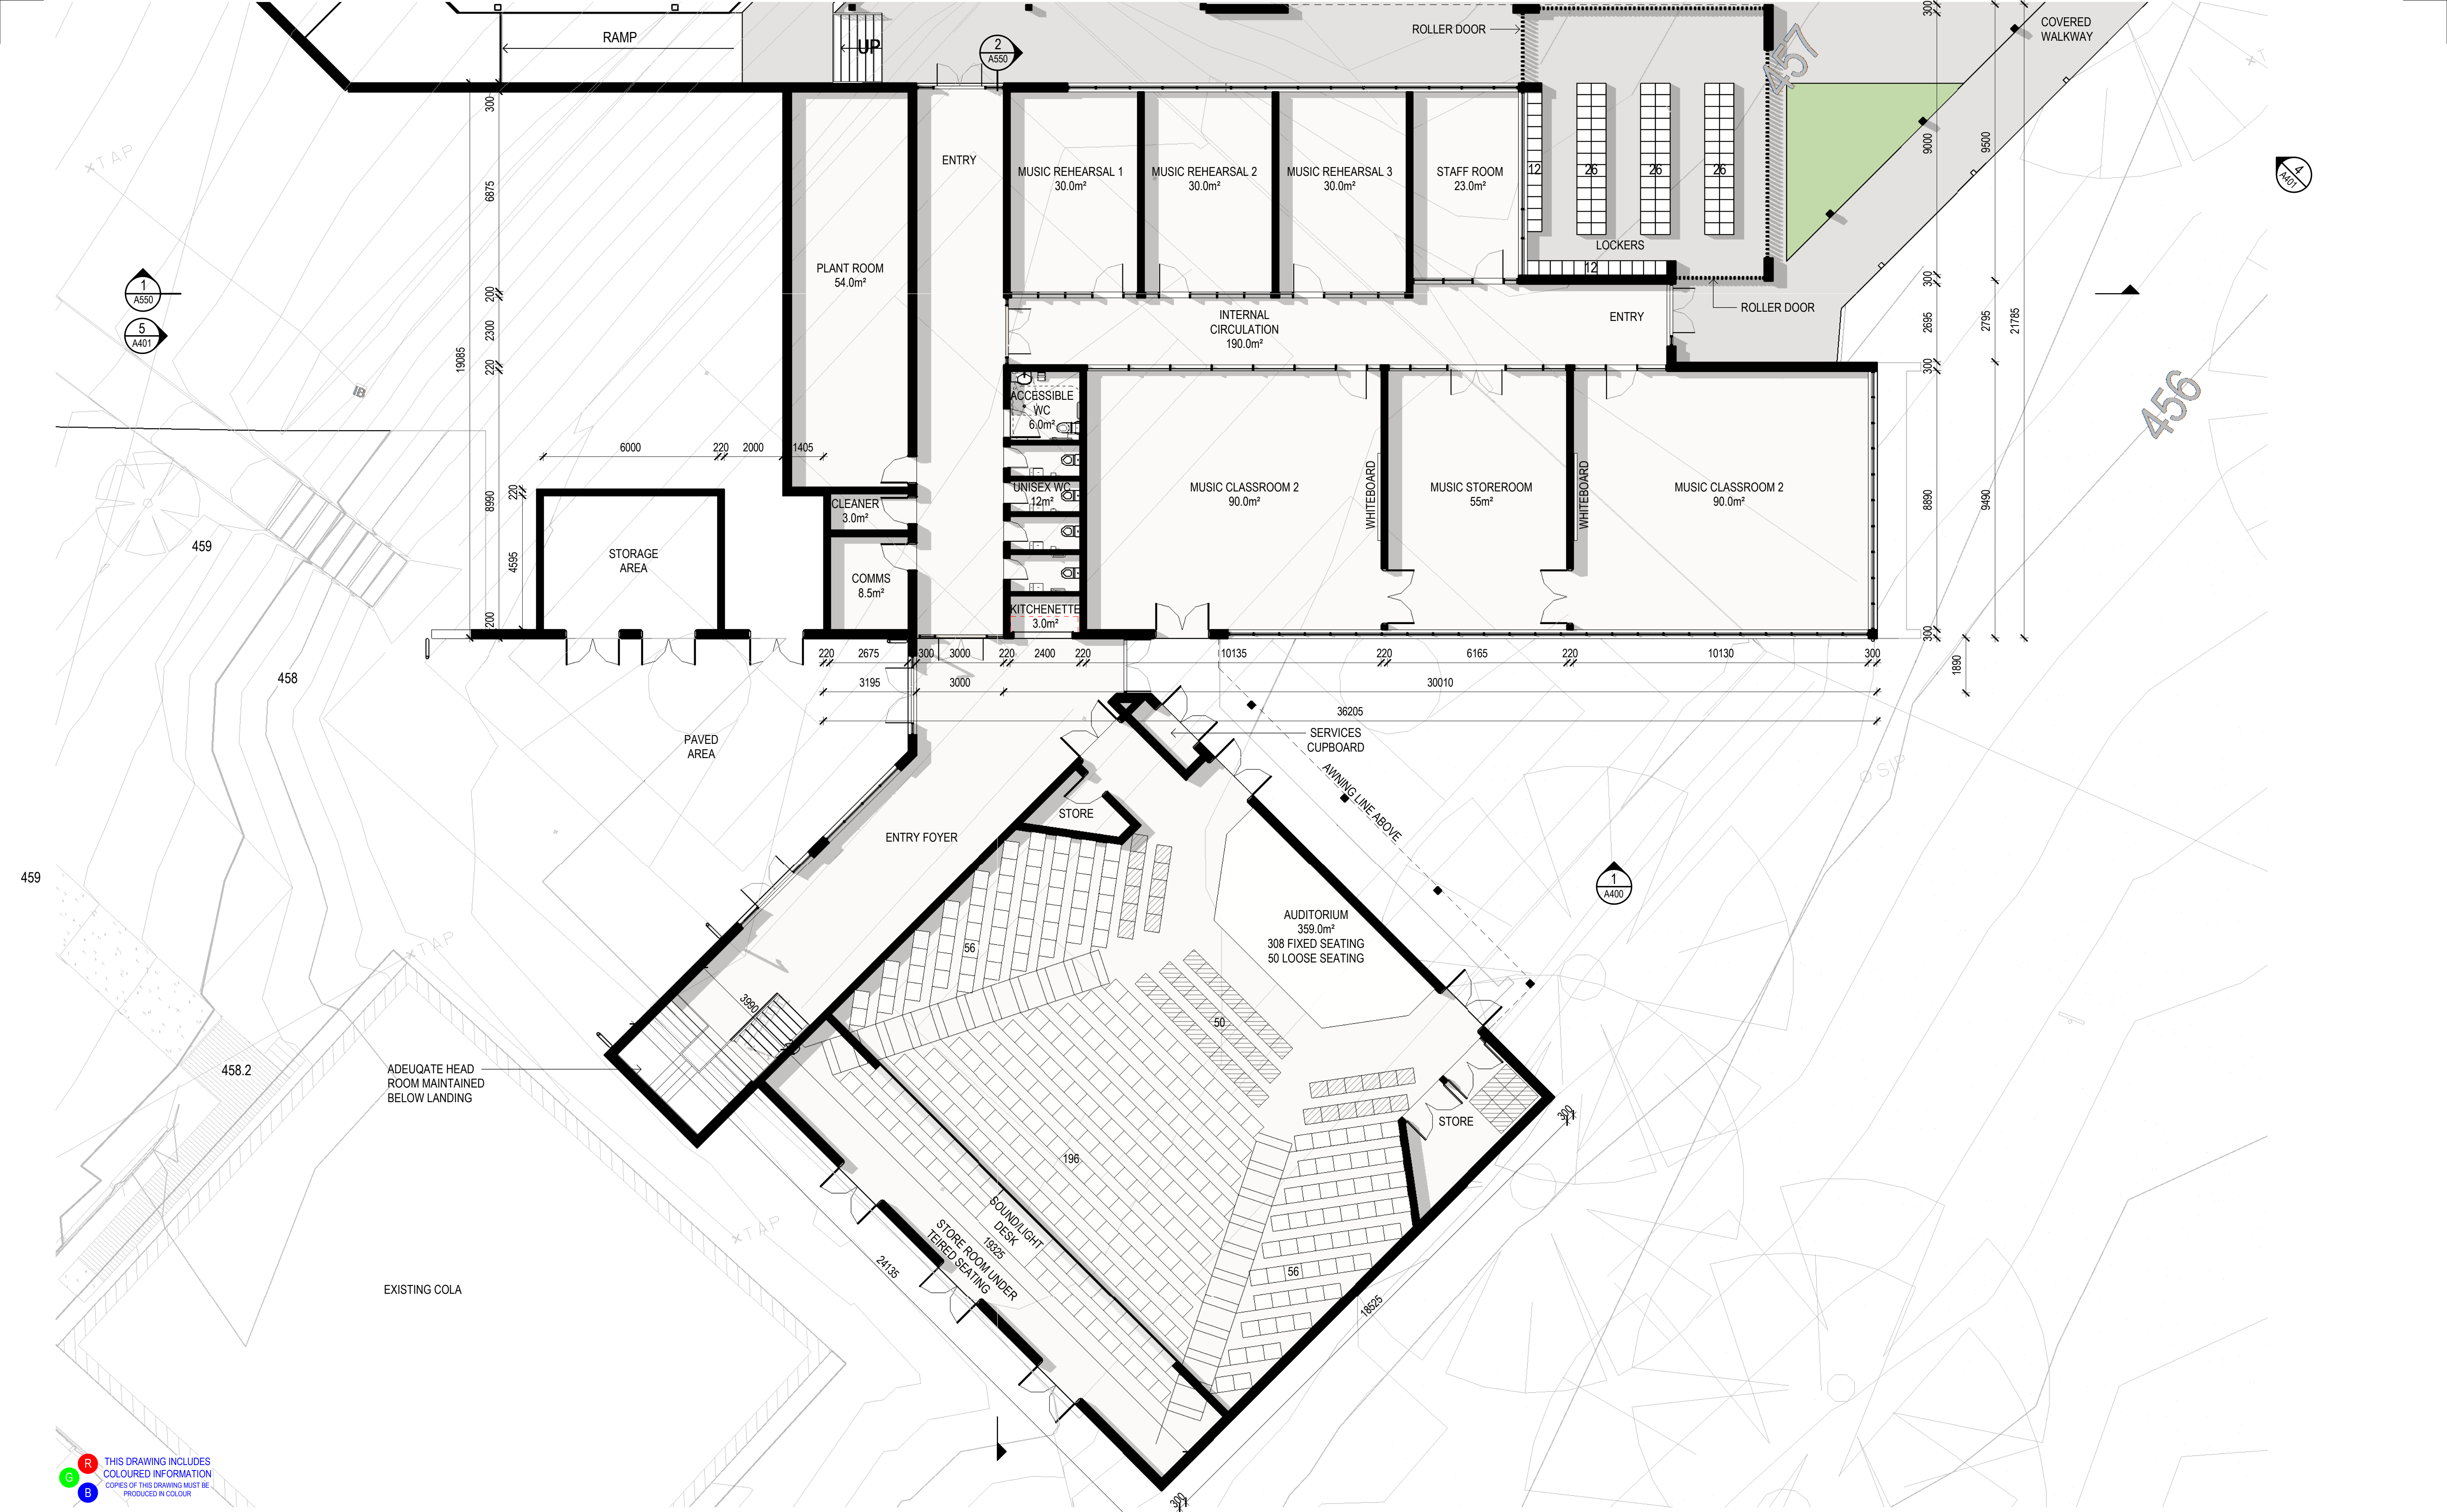 RAMP
UP
2
A550
ROLLER DOOR
COVERED
WALKWAY
457
300
300
9000
9500
4
A401
TAP
ENTRY
MUSIC REHEARSAL 1
30.0m²
MUSIC REHEARSAL 2
30.0m²
MUSIC REHEARSAL 3
30.0m²
STAFF ROOM
23.0m²
12
26
26
26
6875
LOCKERS
12
PLANT ROOM
54.0m²
300
1
A550
200
INTERNAL
CIRCULATION
190.0m²
ENTRY
ROLLER DOOR
5
A401
2300
2695
2795
21785
19085
220
300
ACCESSIBLE
WC
6.0m²
456
6000
220
2000
1405
WHITEBOARD
WHITEBOARD
8990
220
CLEANER
3.0m²
UNISEX WC
12m²
MUSIC CLASSROOM 2
90.0m²
MUSIC STOREROOM
55m²
MUSIC CLASSROOM 2
90.0m²
8890
9490
459
STORAGE
AREA
4595
COMMS
8.5m²
KITCHENETTE
3.0m²
200
300
220
2675
300
3000
220
2400
220
10135
220
6165
220
10130
300
1890
458
3195
3000
30010
36205
PAVED
AREA
SERVICES
CUPBOARD
SIP
AWNING LINE ABOVE
STORE
ENTRY FOYER
459
1
A400
AUDITORIUM
359.0m²
308 FIXED SEATING
50 LOOSE SEATING
56
TAP
3990
50
458.2
ADEUQATE HEAD
ROOM MAINTAINED
BELOW LANDING
STORE
300
196
SOUND/LIGHT
DESK
19325
STORE ROOM UNDER
TEIRED SEATING
TAP
24135
56
18525
EXISTING COLA
300
R
G
B
THIS DRAWING INCLUDES
COLOURED INFORMATION
COPIES OF THIS DRAWING MUST BE
PRODUCED IN COLOUR